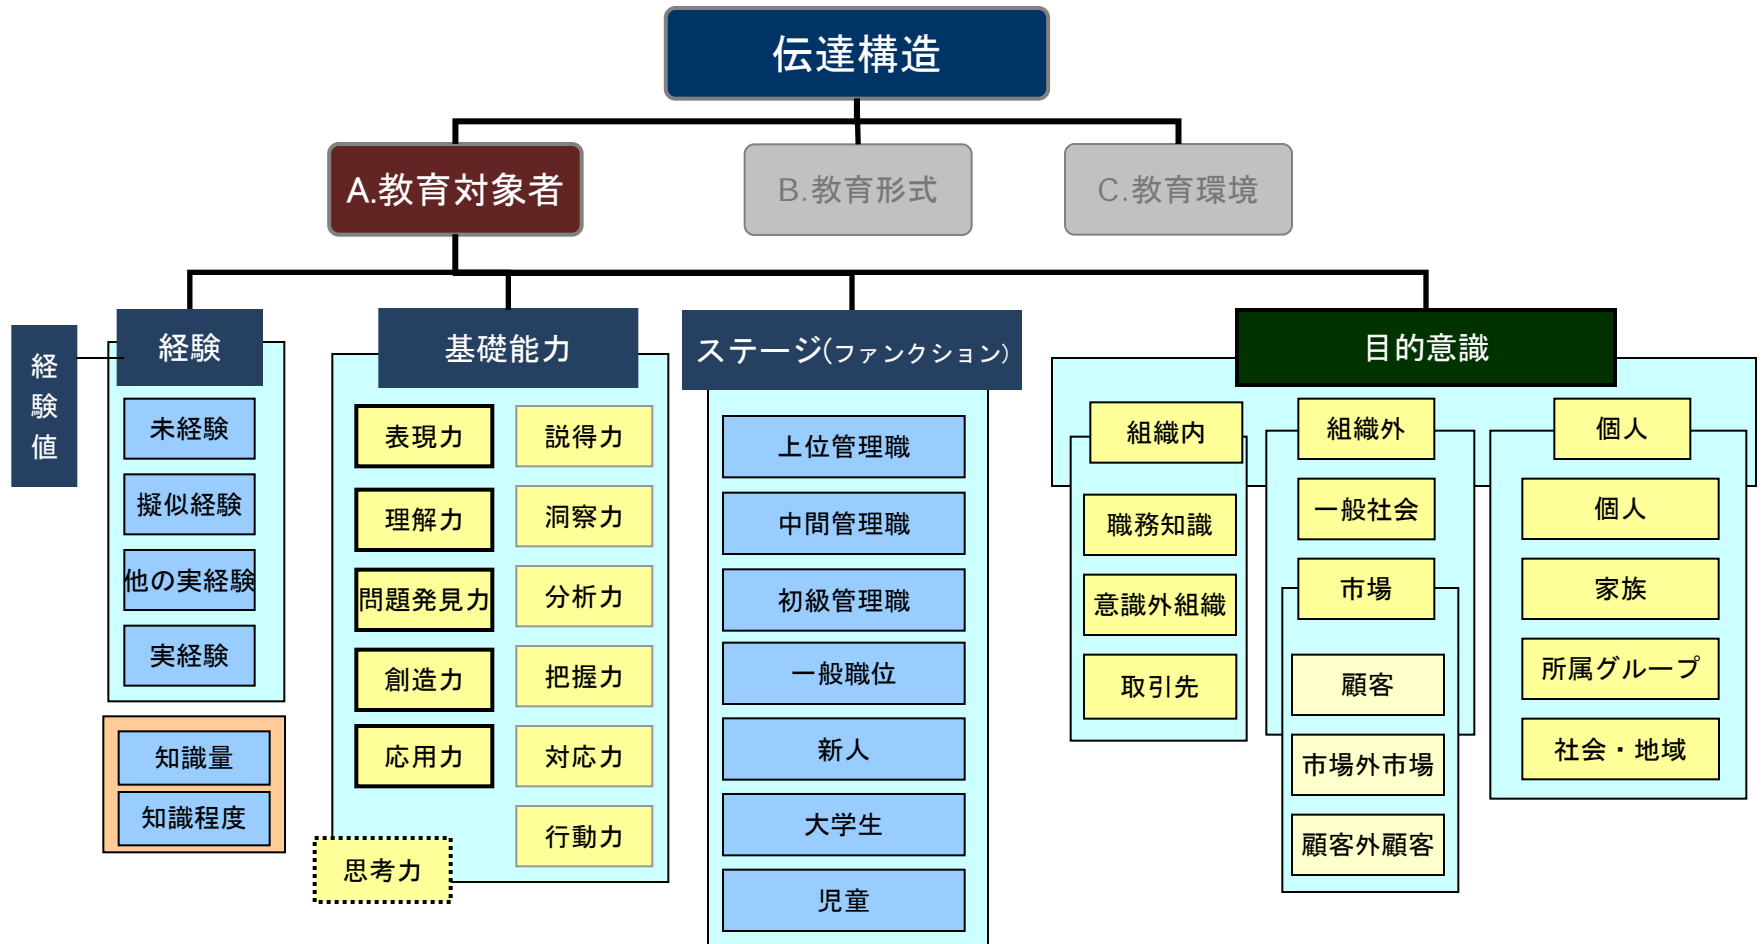 伝達構造
A.教育対象者
B.教育形式
C.教育環境
経験値
経験
未経験
擬似経験
他の実経験
実経験
知識量
知識程度
基礎能力
表現力
説得力
理解力
洞察力
問題発見力
分析力
創造力
把握力
応用力
対応力
行動力
思考力
ステージ(ファンクション)
上位管理職
中間管理職
初級管理職
一般職位
新人
大学生
児童
目的意識
組織内
職務知識
意識外組織
取引先
組織外
一般社会
市場
顧客
市場外市場
顧客外顧客
個人
個人
家族
所属グループ
社会・地域